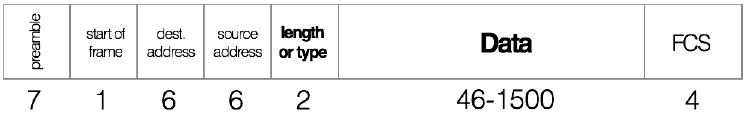 preamble
start of
frame
dest.
address
source
address
length
or type
Data
FCS
7 1 6 6 2 46-1500 4